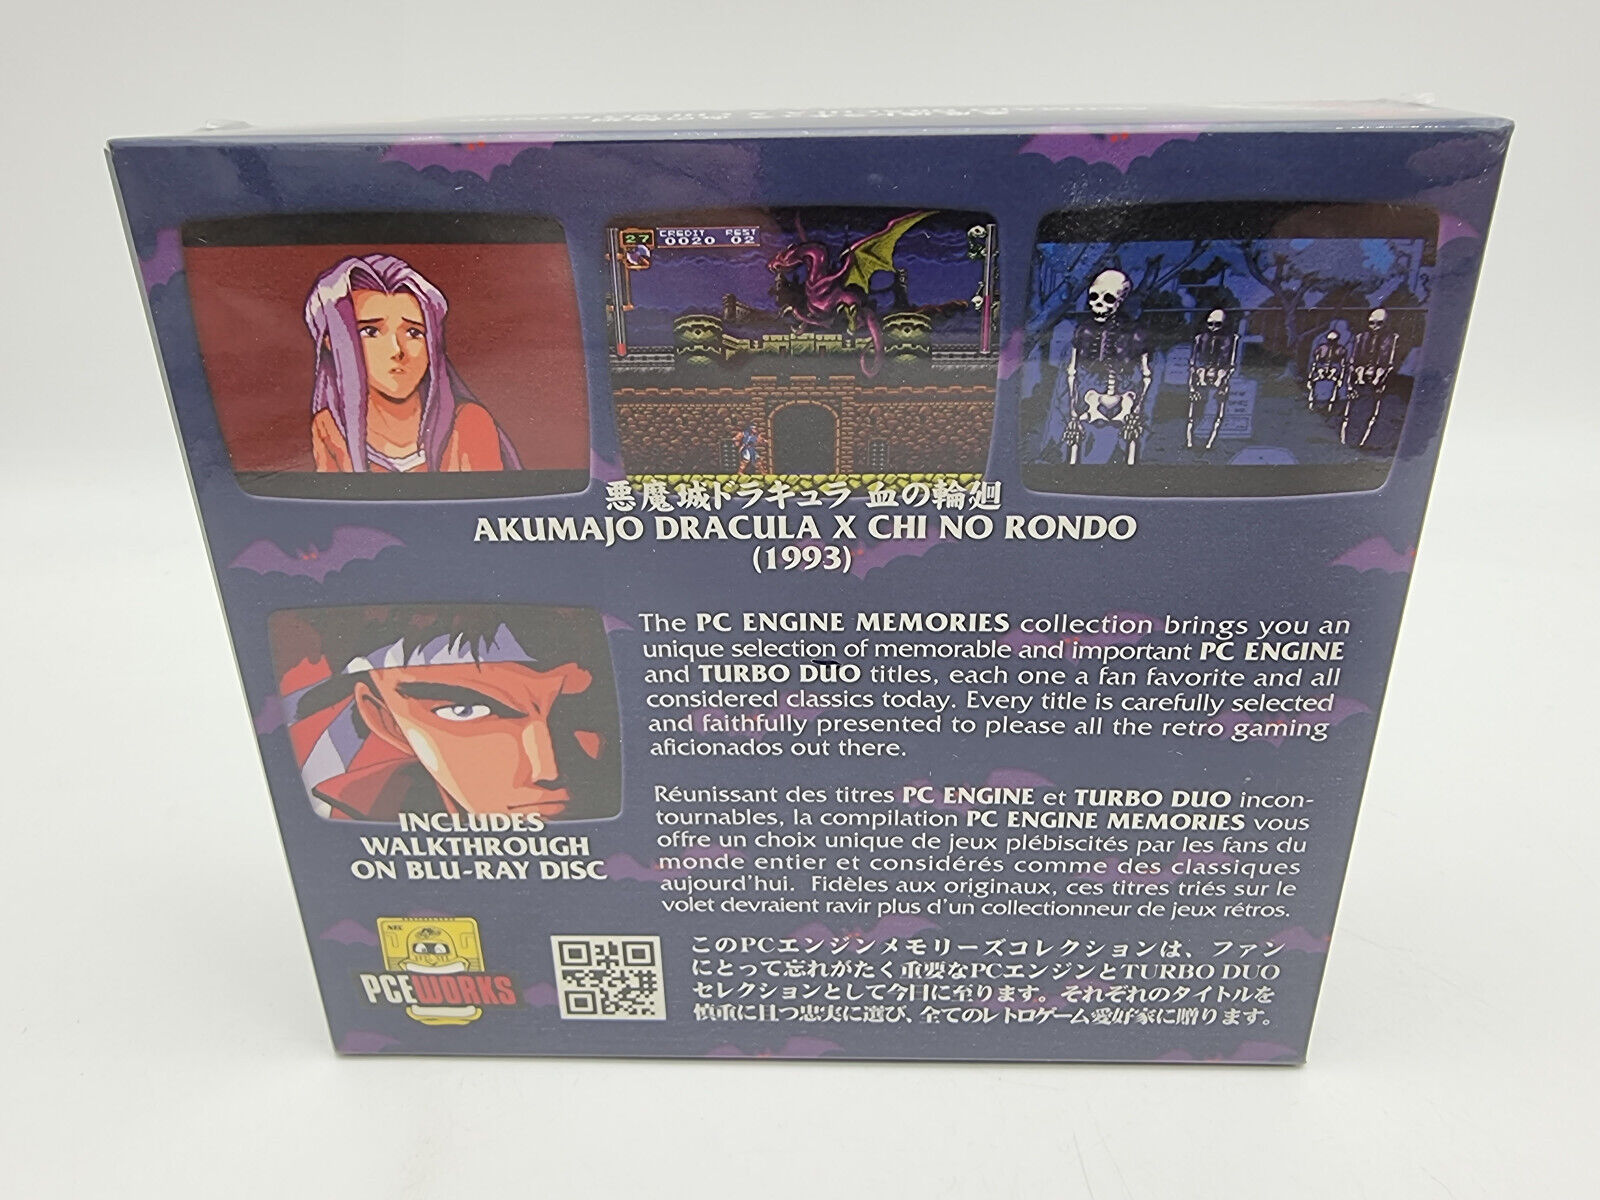 27 CREDIT REST
0020 02
悪魔城ドラキュラ 血の輪廻
AKUMAJO DRACULA X CHI NO RONDO
(1993)
The PC ENGINE MEMORIES collection brings you an
unique selection of memorable and important PC ENGINE
and TURBO DUO titles, each one a fan favorite and all
considered classics today. Every title is carefully selected
and faithfully presented to please all the retro gaming
aficionados out there.
INCLUDES
WALKTHROUGH
ON BLU-RAY DISC
Réunissant des titres PC ENGINE et TURBO DUO incon-
tournables, la compilation PC ENGINE MEMORIES vous
offre un choix unique de jeux plébiscités par les fans du
monde entier et considérés comme des classiques
aujourd'hui. Fidèles aux originaux, ces titres triés sur le
volet devraient ravir plus d'un collectionneur de jeux rétros.
NEC
PCEWORKS
このPCエンジンメモリーズコレクションは、ファン
にとって忘れがたく重要なPCエンジンとTURBO DUO
セレクションとして今日に至ります。それぞれのタイトルを
慎重に且つ忠実に選び、全てのレトロゲーム愛好家に贈ります。